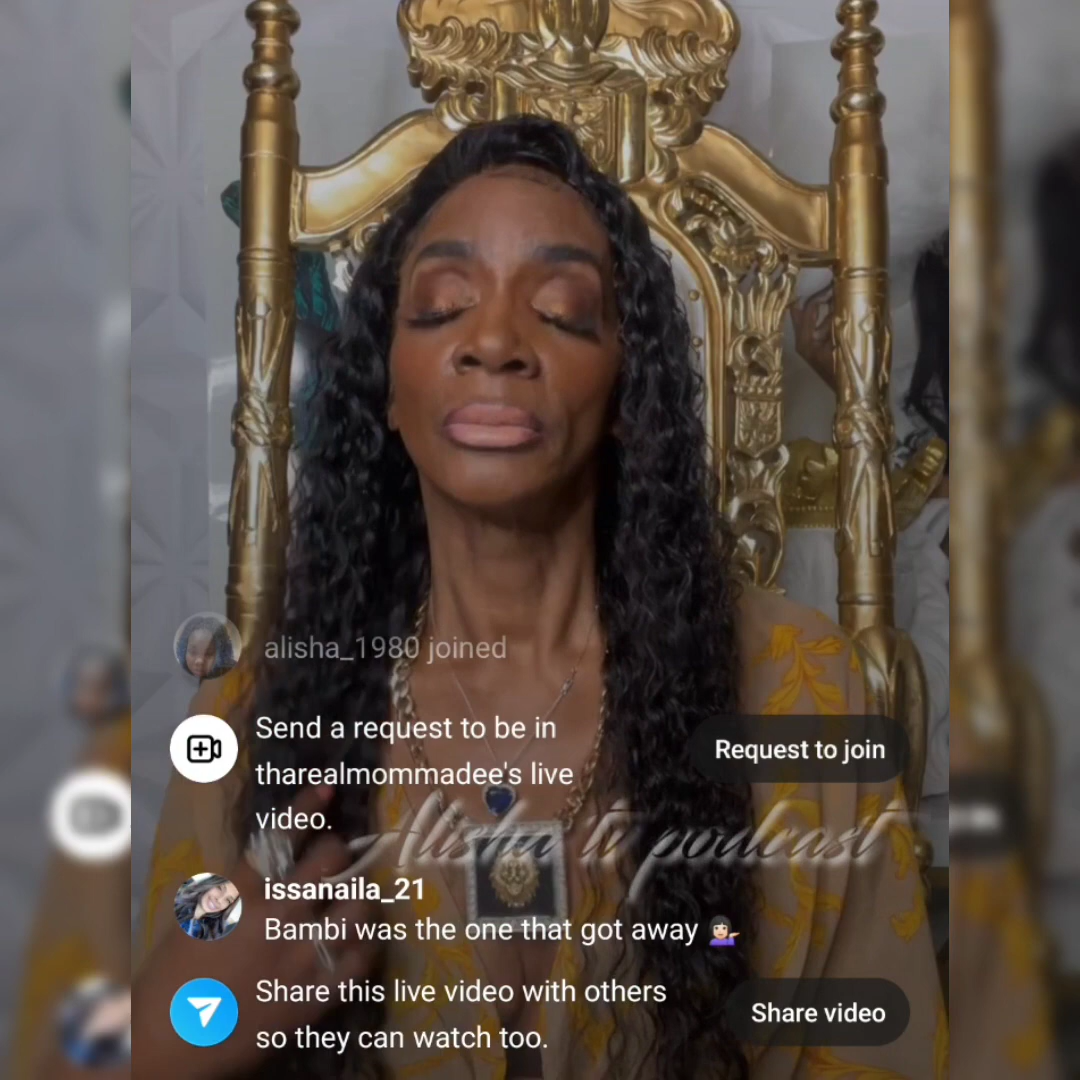 alisha_1980 joined
Send a request to be in
tharealmommadee's live
video.
Request to join
Alisha tv podcast
issanaila_21
Bambi was the one that got away 💁🏻‍♀️
Share this live video with others
so they can watch too.
Share video